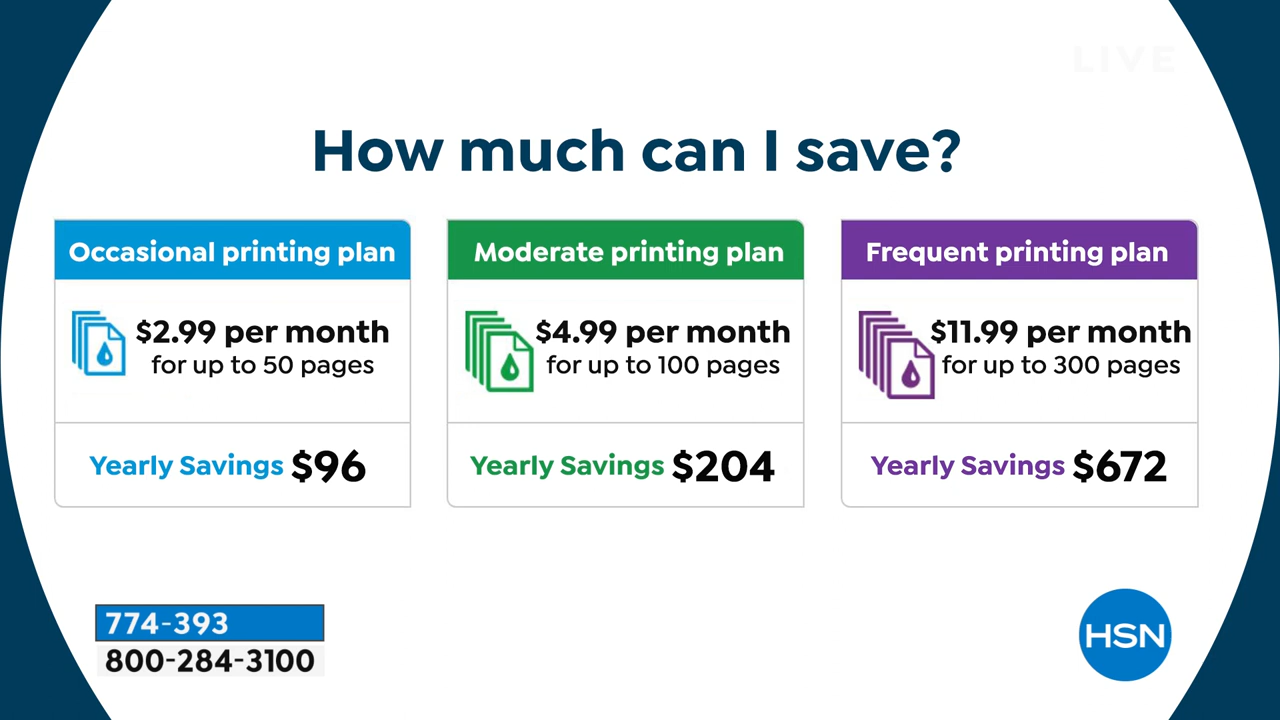 LIVE
How much can I save?
Occasional printing plan
$2.99 per month
for up to 50 pages
Yearly Savings $96
Moderate printing plan
$4.99 per month
for up to 100 pages
Yearly Savings $204
Frequent printing plan
$11.99 per month
for up to 300 pages
Yearly Savings $672
774-393
800-284-3100
HSN